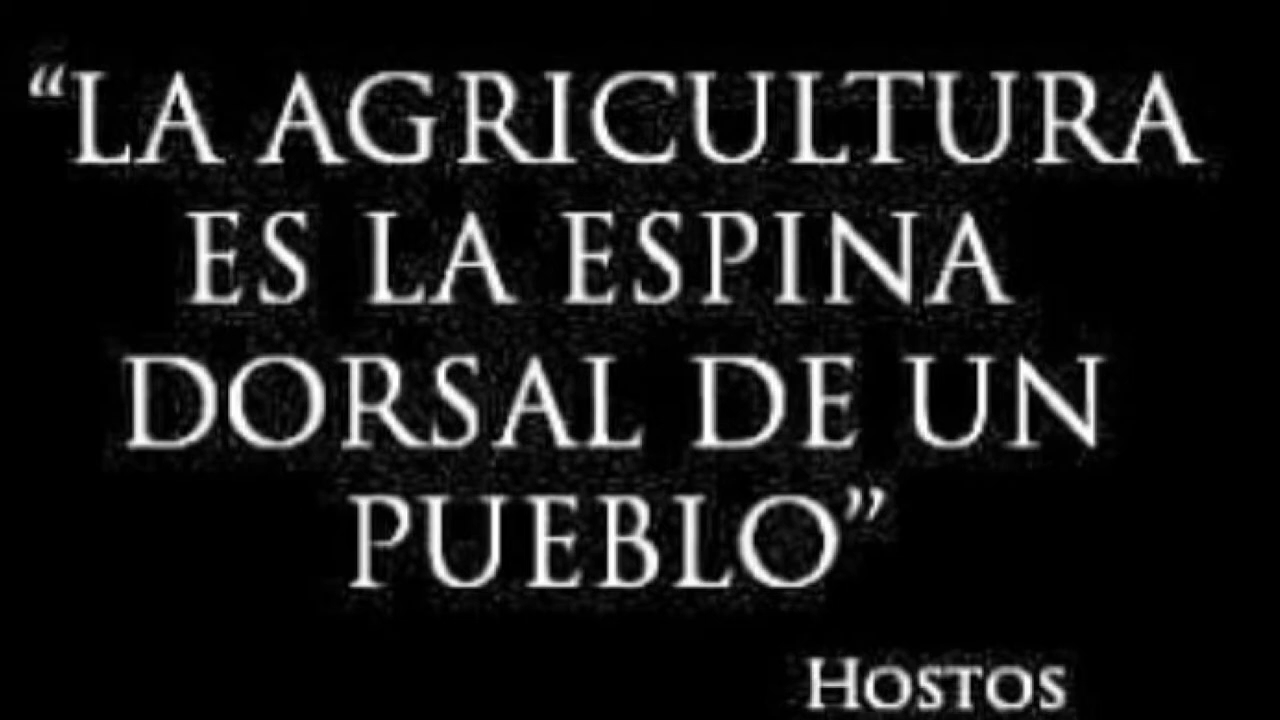 “LA AGRICULTURA
ES LA ESPINA
DORSAL DE UN
PUEBLO”
HOSTOS